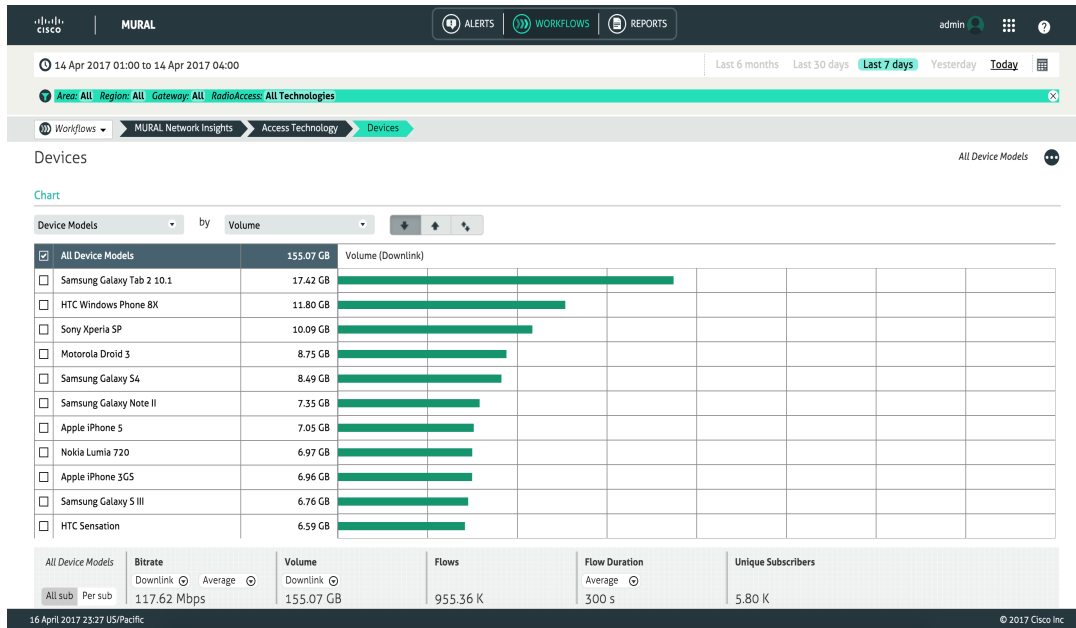 cisco MURAL ALERTS WORKFLOWS REPORTS admin ?
14 Apr 2017 01:00 to 14 Apr 2017 04:00 Last 6 months Last 30 days Last 7 days Yesterday Today
Area: All Region: All Gateway: All RadioAccess: All Technologies
Workflows MURAL Network Insights Access Technology Devices
Devices All Device Models
Chart
Device Models by Volume
All Device Models 155.07 GB Volume (Downlink)
Samsung Galaxy Tab 2 10.1 17.42 GB
HTC Windows Phone 8X 11.80 GB
Sony Xperia SP 10.09 GB
Motorola Droid 3 8.75 GB
Samsung Galaxy S4 8.49 GB
Samsung Galaxy Note II 7.35 GB
Apple iPhone 5 7.05 GB
Nokia Lumia 720 6.97 GB
Apple iPhone 3GS 6.96 GB
Samsung Galaxy S III 6.76 GB
HTC Sensation 6.59 GB
All Device Models Bitrate Volume Flows Flow Duration Unique Subscribers
Downlink Average Downlink Average
All sub Per sub 117.62 Mbps 155.07 GB 955.36 K 300 s 5.80 K
16 April 2017 23:27 US/Pacific © 2017 Cisco Inc